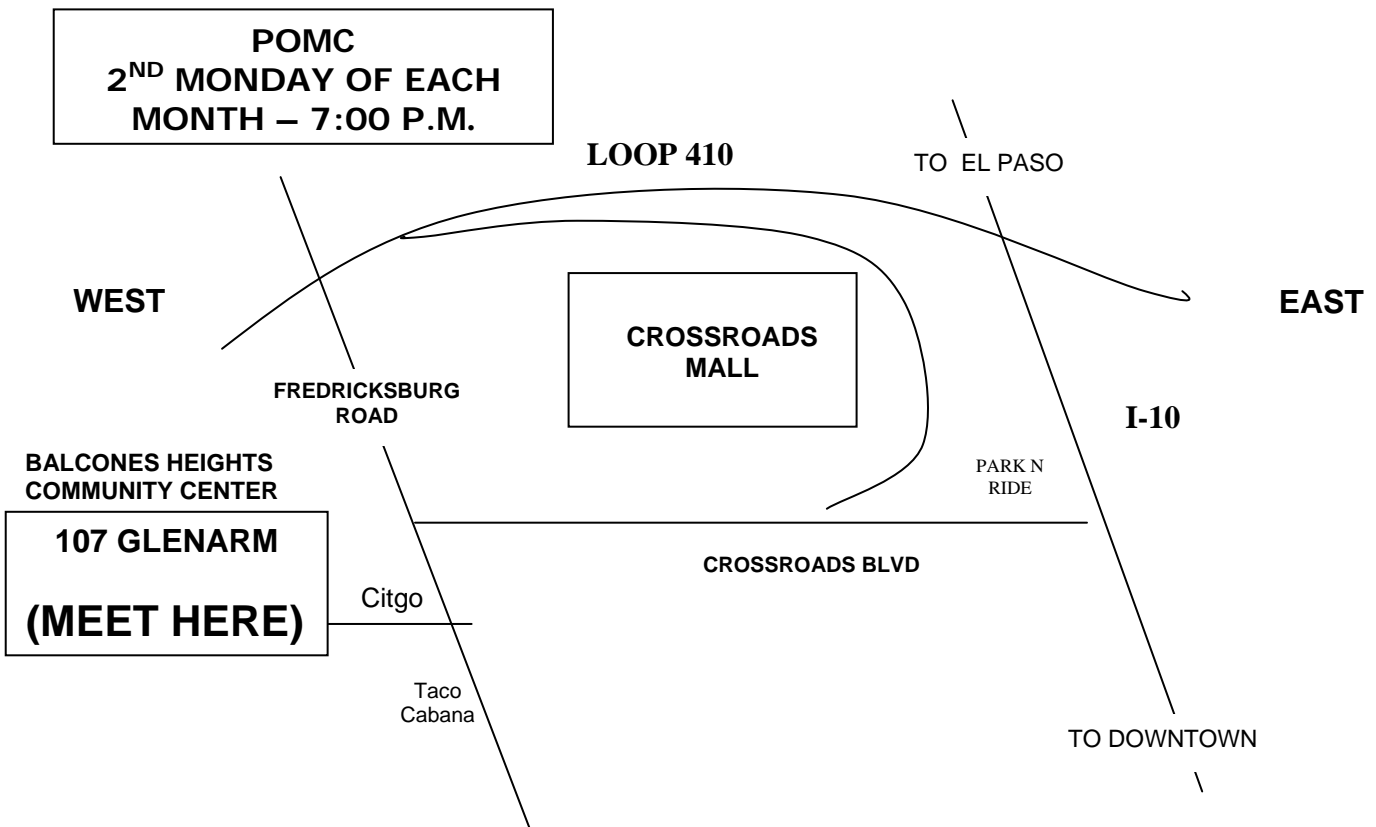 POMC
2ND MONDAY OF EACH
MONTH – 7:00 P.M.
LOOP 410
TO EL PASO
WEST
EAST
CROSSROADS
MALL
FREDRICKSBURG
ROAD
I-10
BALCONES HEIGHTS
COMMUNITY CENTER
PARK N
RIDE
107 GLENARM
(MEET HERE)
CROSSROADS BLVD
Citgo
Taco
Cabana
TO DOWNTOWN